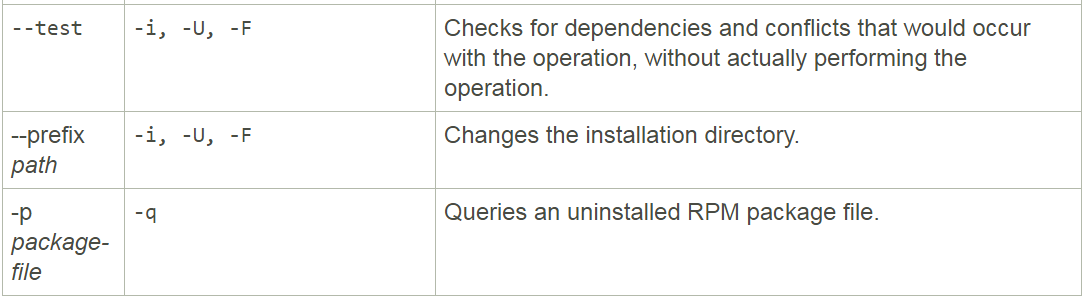 --test -i, -U, -F Checks for dependencies and conflicts that would occur
with the operation, without actually performing the
operation.
--prefix -i, -U, -F Changes the installation directory.
path
-p -q Queries an uninstalled RPM package file.
package-
file